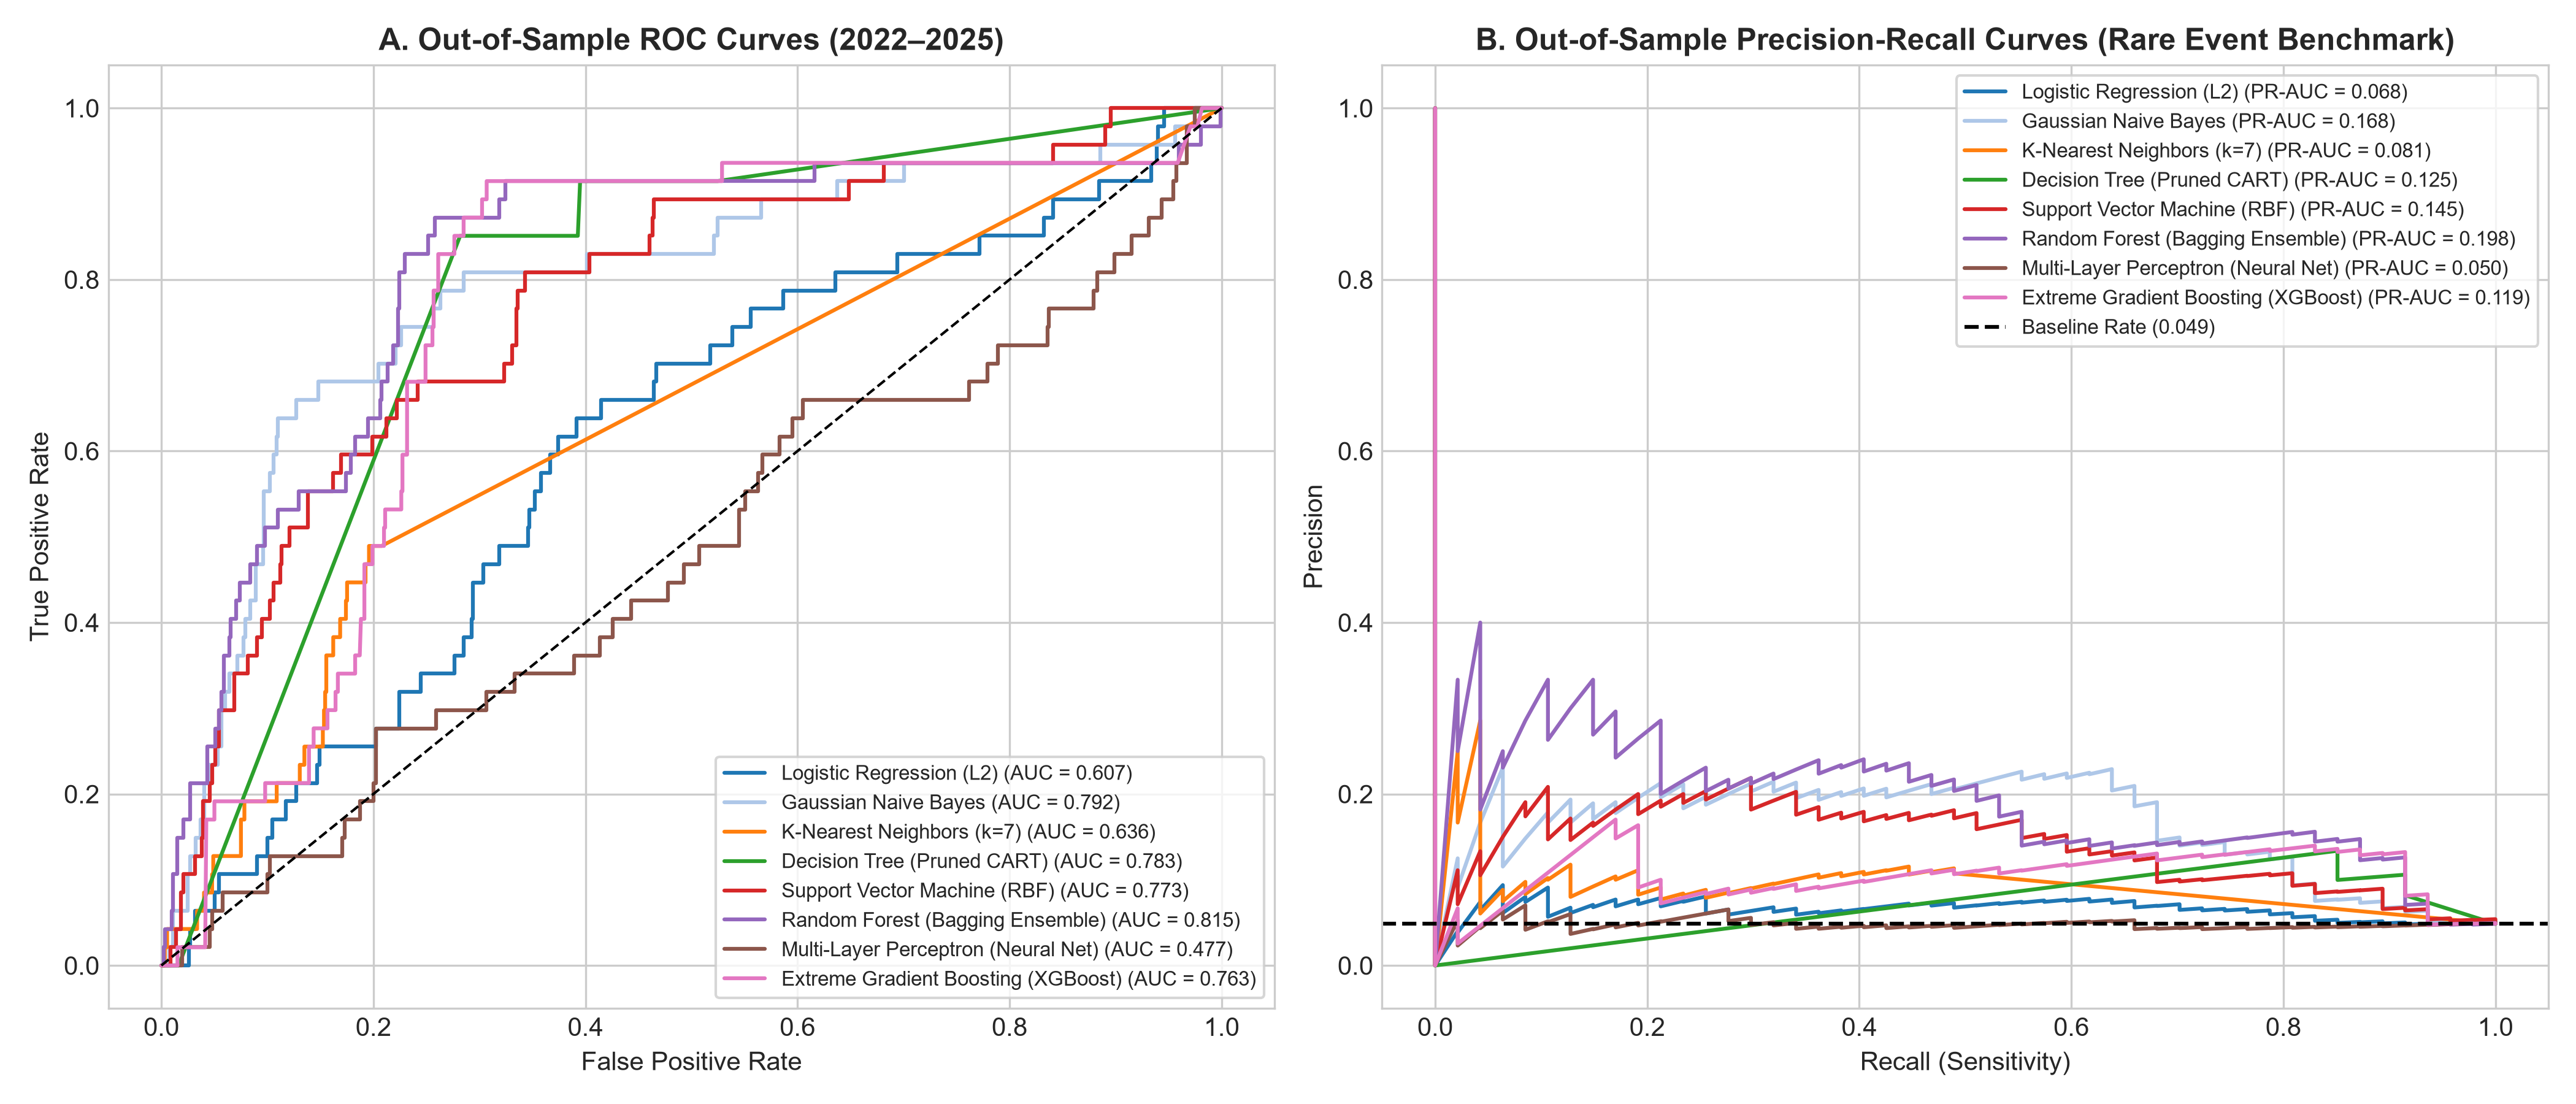 A. Out-of-Sample ROC Curves (2022–2025)
True Positive Rate
1.0
0.8
0.6
0.4
0.2
0.0
0.0 0.2 0.4 0.6 0.8 1.0
False Positive Rate
Logistic Regression (L2) (AUC = 0.607)
Gaussian Naive Bayes (AUC = 0.792)
K-Nearest Neighbors (k=7) (AUC = 0.636)
Decision Tree (Pruned CART) (AUC = 0.783)
Support Vector Machine (RBF) (AUC = 0.773)
Random Forest (Bagging Ensemble) (AUC = 0.815)
Multi-Layer Perceptron (Neural Net) (AUC = 0.477)
Extreme Gradient Boosting (XGBoost) (AUC = 0.763)
B. Out-of-Sample Precision-Recall Curves (Rare Event Benchmark)
Precision
1.0
0.8
0.6
0.4
0.2
0.0
0.0 0.2 0.4 0.6 0.8 1.0
Recall (Sensitivity)
Logistic Regression (L2) (PR-AUC = 0.068)
Gaussian Naive Bayes (PR-AUC = 0.168)
K-Nearest Neighbors (k=7) (PR-AUC = 0.081)
Decision Tree (Pruned CART) (PR-AUC = 0.125)
Support Vector Machine (RBF) (PR-AUC = 0.145)
Random Forest (Bagging Ensemble) (PR-AUC = 0.198)
Multi-Layer Perceptron (Neural Net) (PR-AUC = 0.050)
Extreme Gradient Boosting (XGBoost) (PR-AUC = 0.119)
Baseline Rate (0.049)